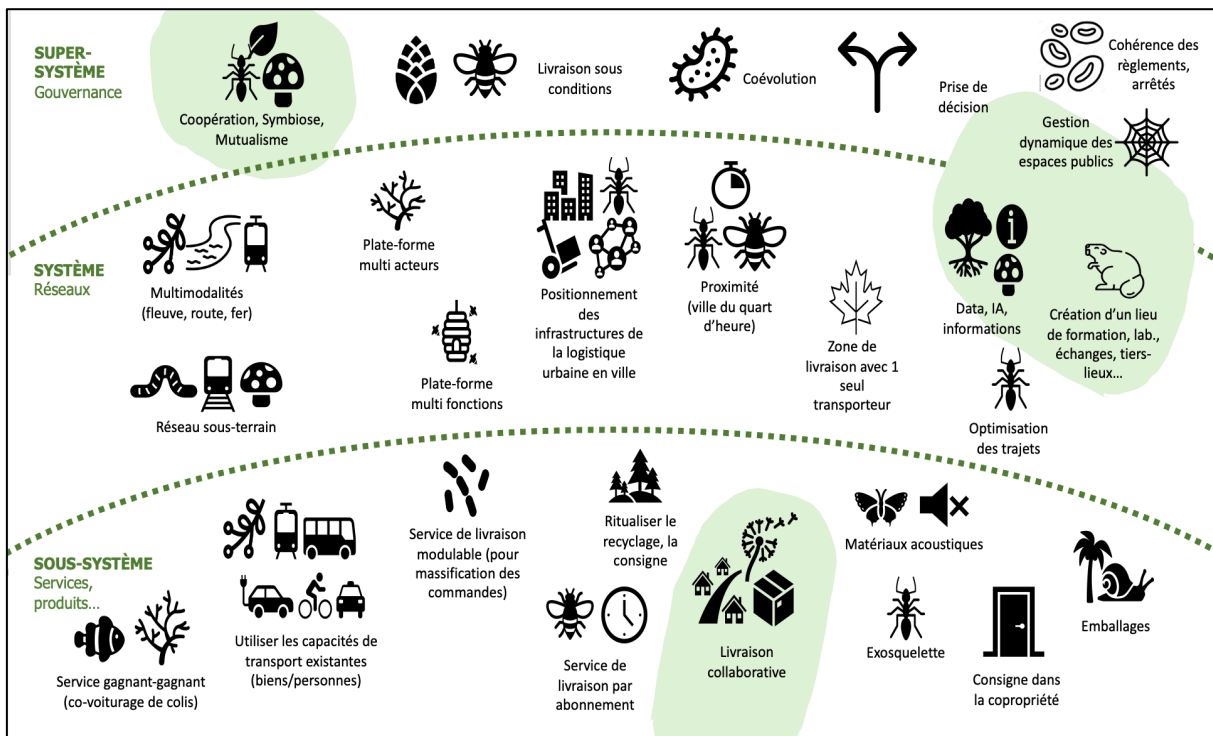 SUPER-
SYSTÈME
Gouvernance
Coopération, Symbiose,
Mutualisme
Livraison sous
conditions
Coévolution
Prise de
décision
Cohérence des
règlements,
arrêtés
Gestion
dynamique des
espaces publics
SYSTÈME
Réseaux
Multimodalités
(fleuve, route, fer)
Plate-forme
multi acteurs
Positionnement
des
infrastructures de
la logistique
urbaine en ville
Proximité
(ville du quart
d'heure)
Zone de
livraison avec 1
seul
transporteur
i
Data, IA,
informations
Création d'un lieu
de formation, lab.,
échanges, tiers-
lieux…
Réseau sous-terrain
Plate-forme
multi fonctions
Optimisation
des trajets
SOUS-SYSTÈME
Services,
produits…
Service gagnant-gagnant
(co-voiturage de colis)
Utiliser les capacités de
transport existantes
(biens/personnes)
Service de livraison
modulable (pour
massification des
commandes)
Service de
livraison par
abonnement
Ritualiser le
recyclage, la
consigne
Livraison
collaborative
Matériaux acoustiques
Exosquelette
Consigne dans
la copropriété
Emballages